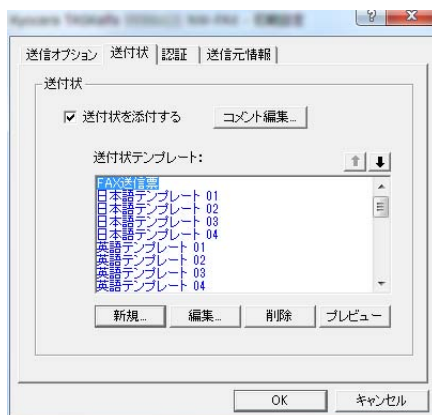 送信オプション 送付状 認証 送信元情報
送付状
送付状を添付する コメント編集...
送付状テンプレート:
FAX送信票
日本語テンプレート 01
日本語テンプレート 02
日本語テンプレート 03
日本語テンプレート 04
英語テンプレート 01
英語テンプレート 02
英語テンプレート 03
英語テンプレート 04
新規... 編集... 削除 プレビュー
OK キャンセル